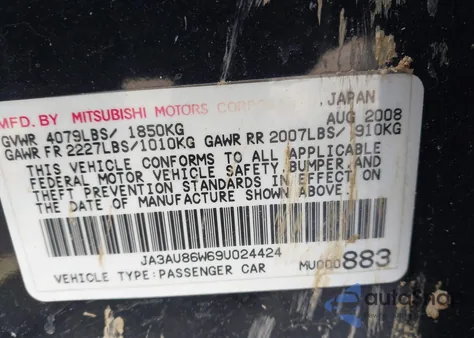 MFD. BY MITSUBISHI MOTORS CORPORATION, JAPAN
GVWR 4079LBS/ 1850KG AUG 2008
GAWR FR 2227LBS/1010KG GAWR RR 2007LBS/ 910KG
THIS VEHICLE CONFORMS TO ALL APPLICABLE
FEDERAL MOTOR VEHICLE SAFETY, BUMPER, AND
THEFT PREVENTION STANDARDS IN EFFECT ON
THE DATE OF MANUFACTURE SHOWN ABOVE.
JA3AU86W69U024424
VEHICLE TYPE:PASSENGER CAR MU000883
autoShop